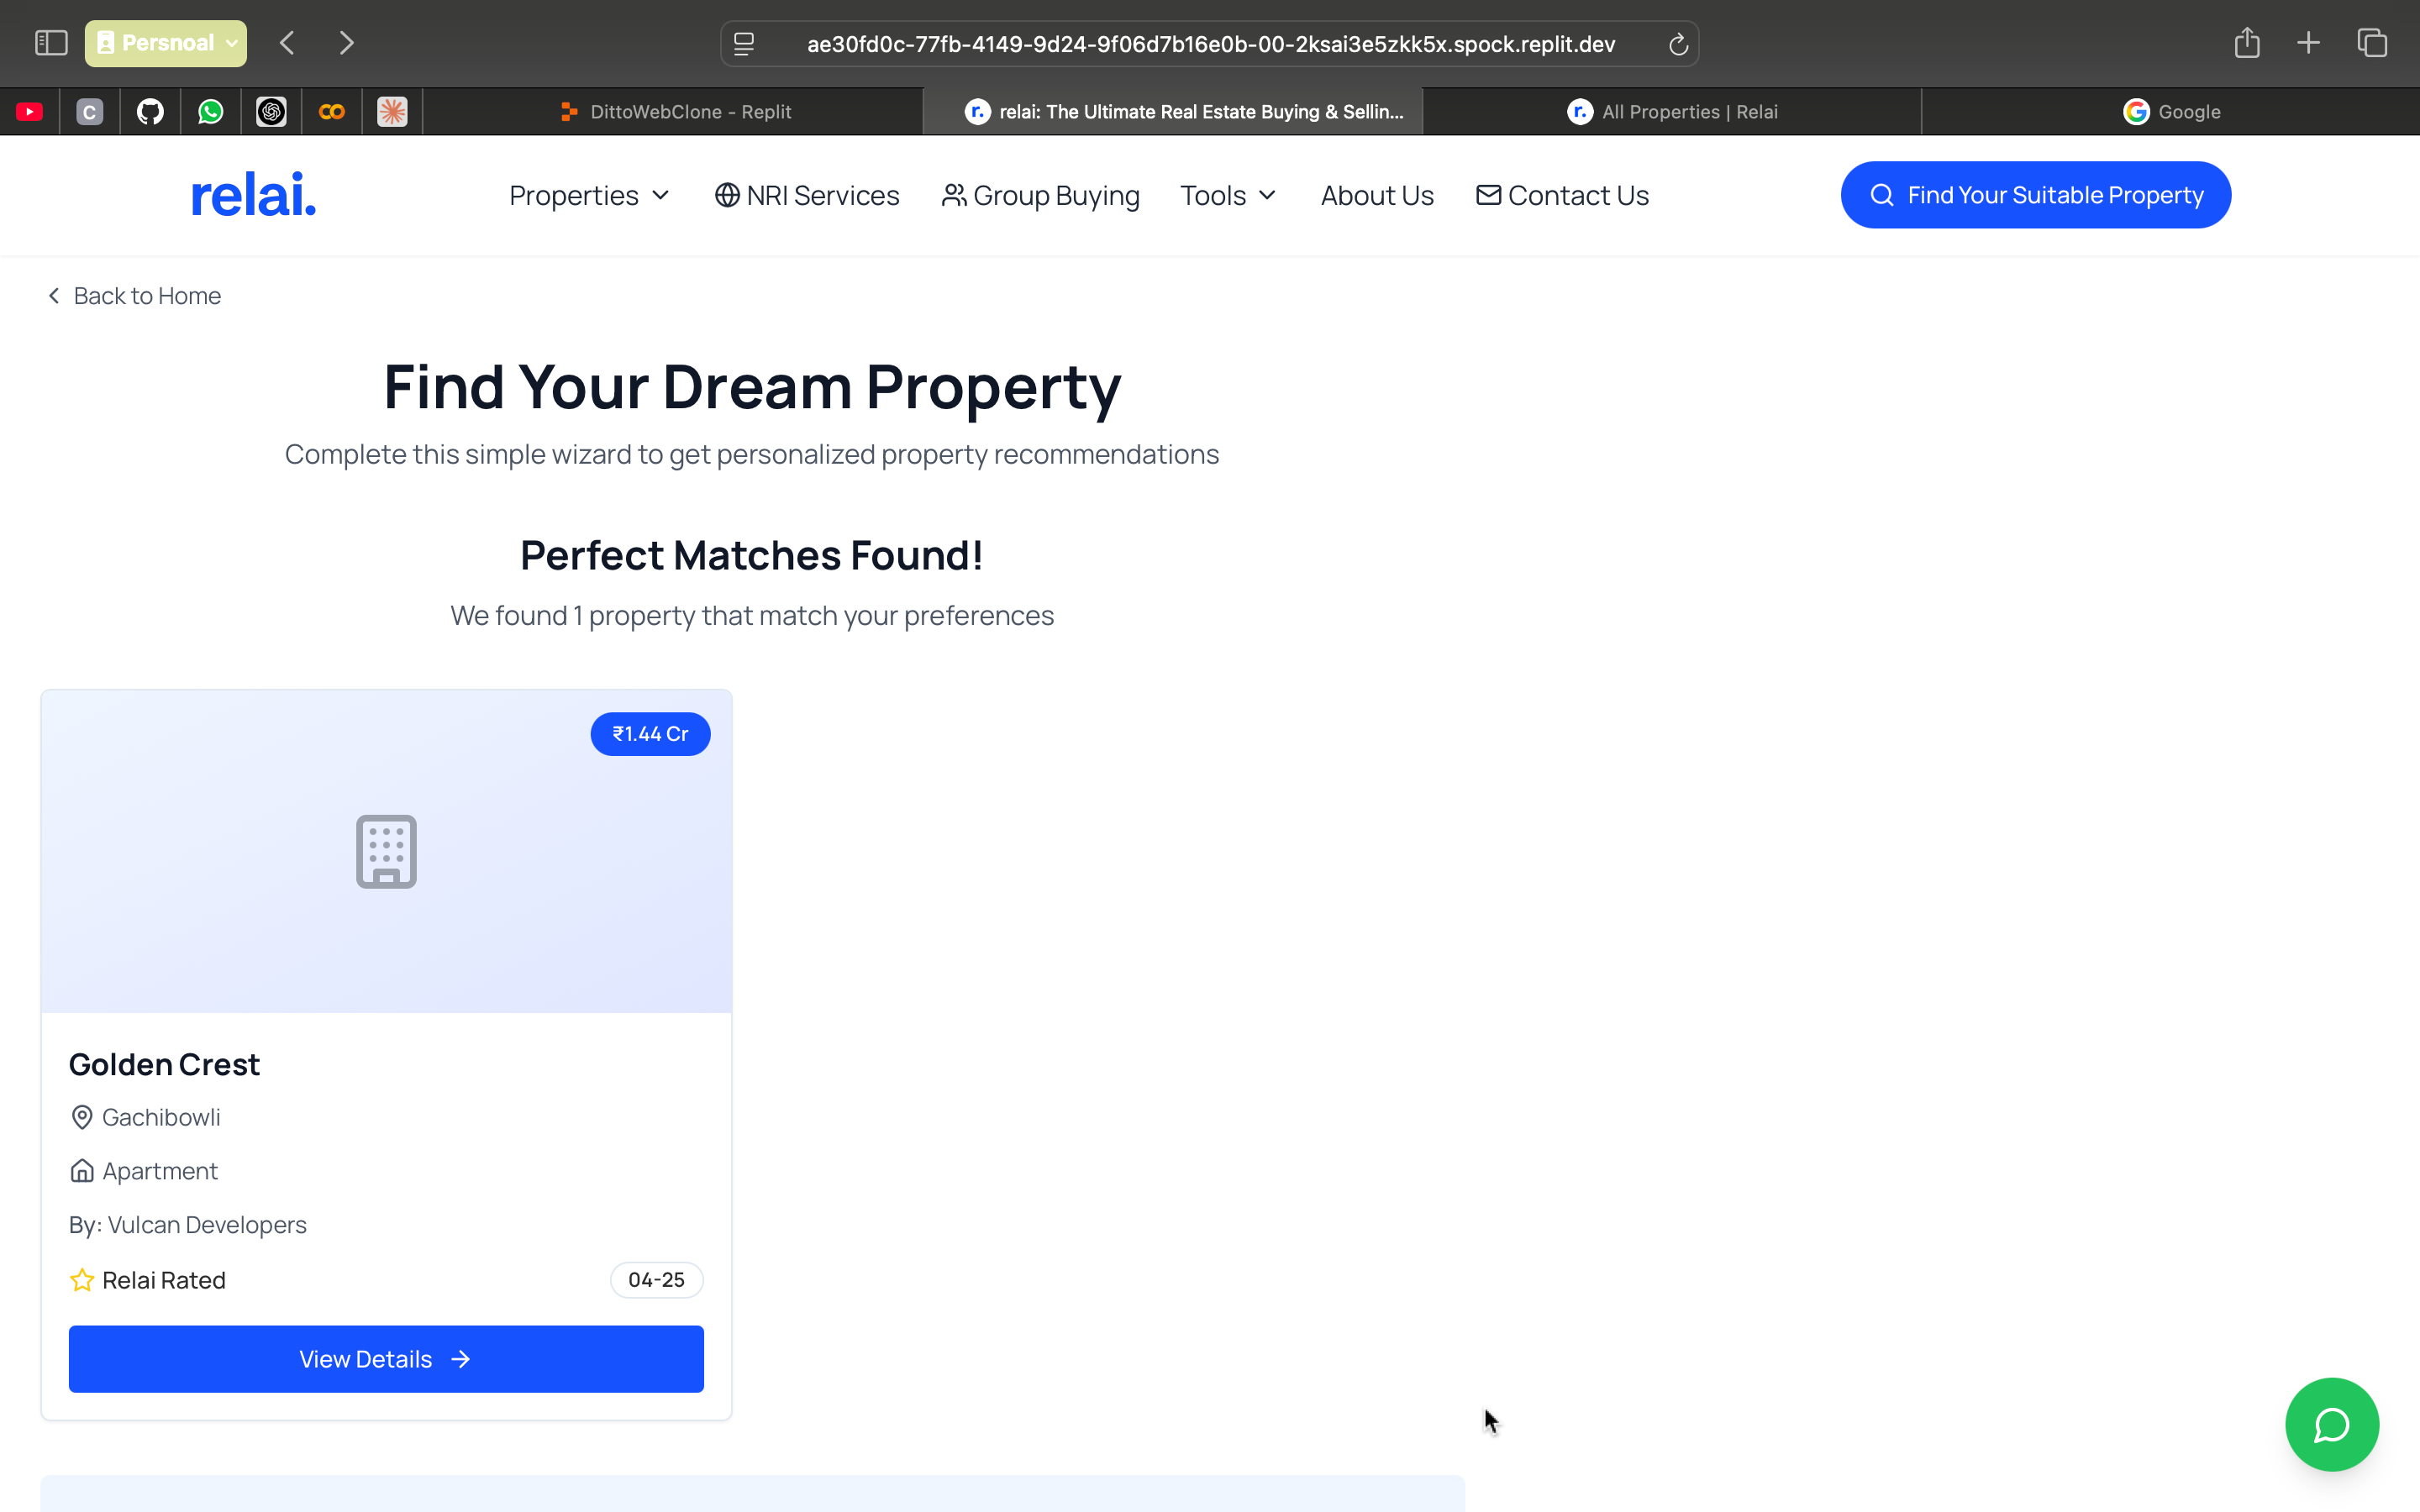 Persnoal
ae30fd0c-77fb-4149-9d24-9f06d7b16e0b-00-2ksai3e5zkk5x.spock.replit.dev
C
DittoWebClone - Replit
r.
relai: The Ultimate Real Estate Buying & Sellin...
r.
All Properties | Relai
Google
relai.
Properties
NRI Services
Group Buying
Tools
About Us
Contact Us
Find Your Suitable Property
Back to Home
Find Your Dream Property
Complete this simple wizard to get personalized property recommendations
Perfect Matches Found!
We found 1 property that match your preferences
₹1.44 Cr
Golden Crest
Gachibowli
Apartment
By: Vulcan Developers
Relai Rated
04-25
View Details